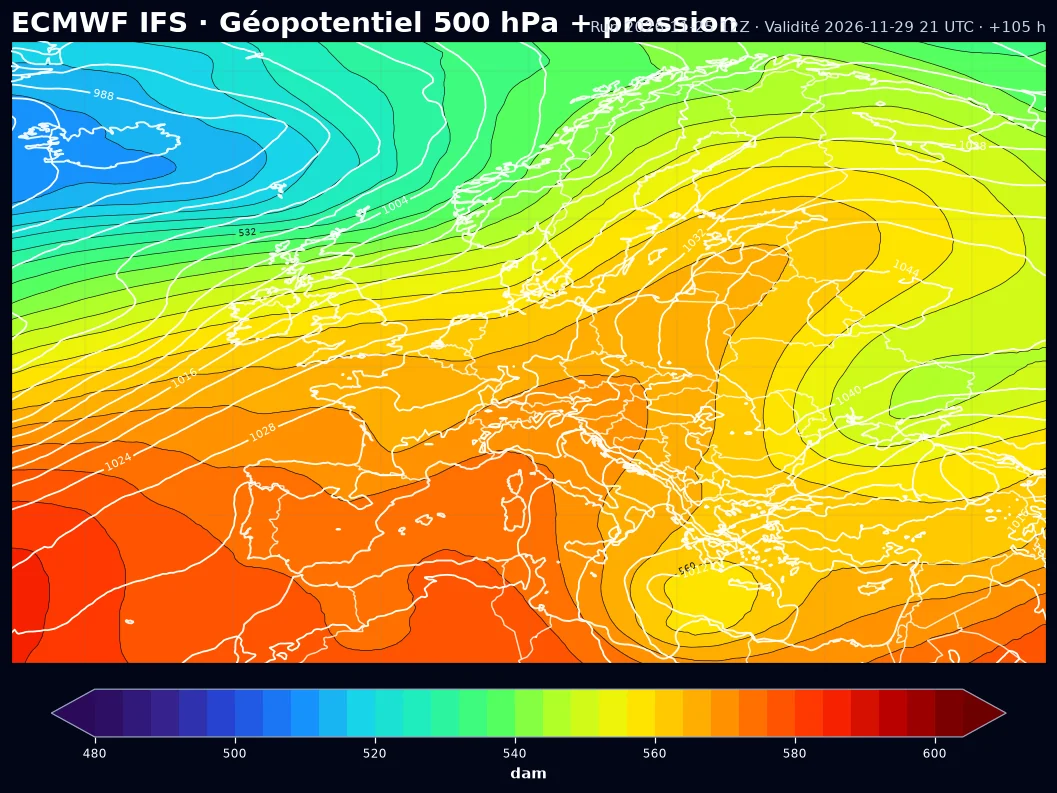 ECMWF IFS · Géopotentiel 500 hPa + pression
Validité 2026-11-29 21 UTC · +105 h
988
1004
532
1032
1044
1016
1028
1024
1040
560
480 500 520 540 560 580 600
dam